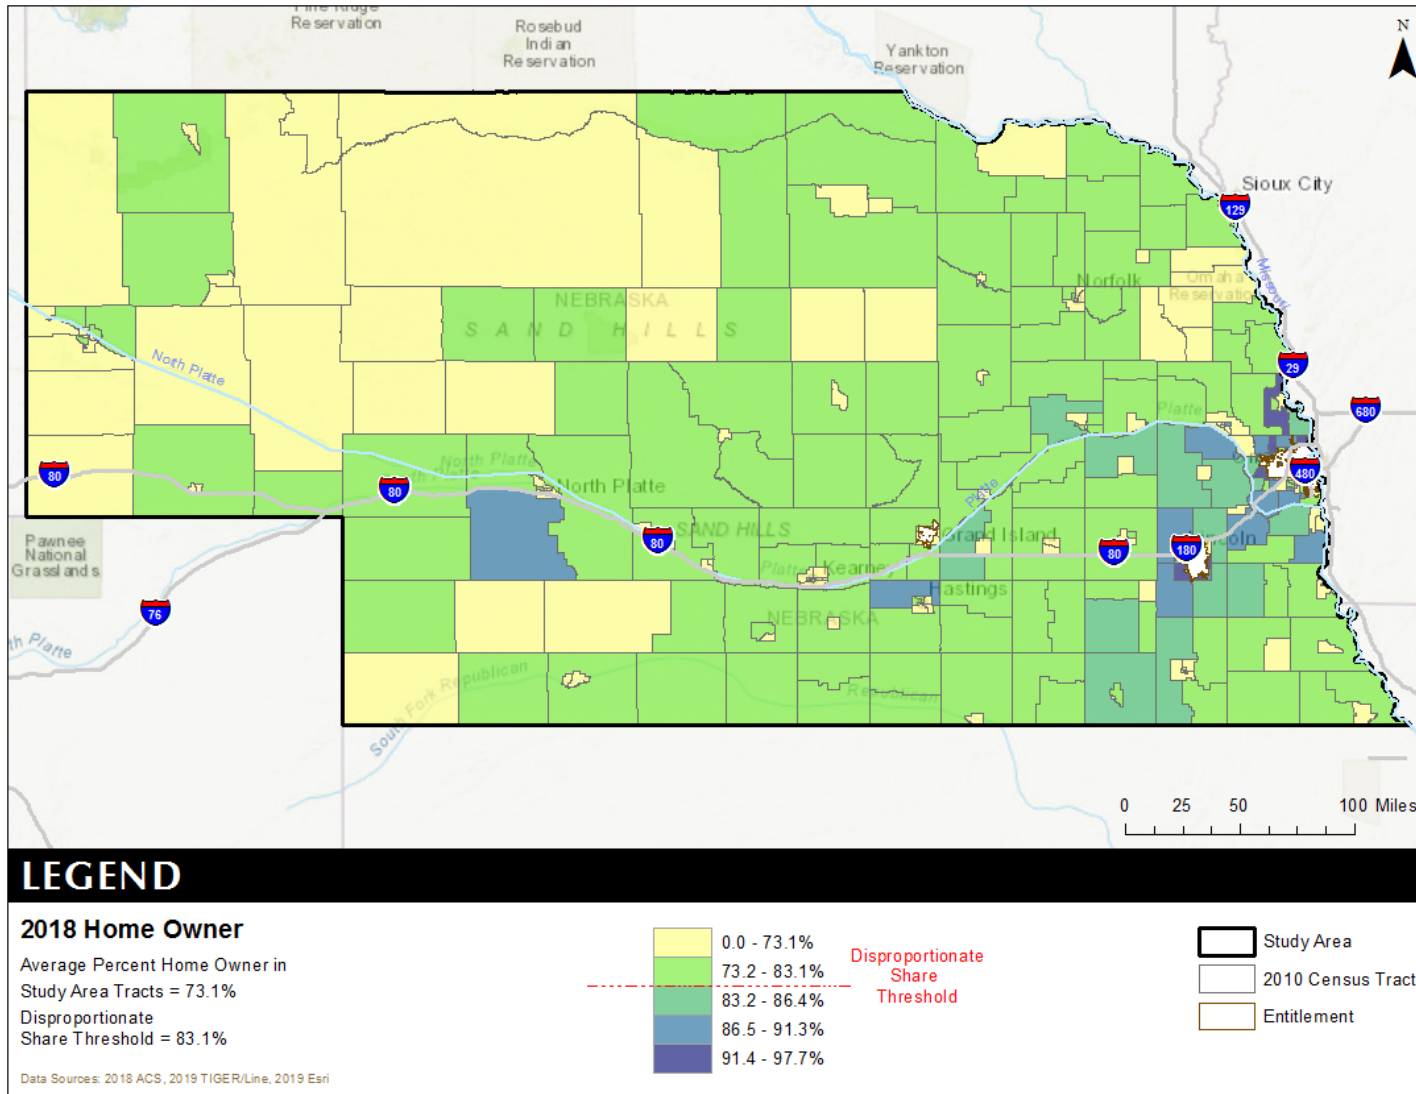 Pine Ridge
Reservation
Rosebud
Indian
Reservation
Yankton
Reservation
N
Sioux City
129
Missouri
Omaha
Reservation
Norfolk
NEBRASKA
SAND HILLS
North Platte
29
680
Platte
80
North Platte
80
North Platte
480
Platte
SAND HILLS
80
Grand Island
80
180
Lincoln
Pawnee
National
Grasslands
Platte
Kearney
Hastings
76
NEBRASKA
th Platte
South Fork Republican
Republican
0 25 50 100 Miles
LEGEND
2018 Home Owner
Average Percent Home Owner in
Study Area Tracts = 73.1%
Disproportionate
Share Threshold = 83.1%
Data Sources: 2018 ACS, 2019 TIGER/Line, 2019 Esri
0.0 - 73.1%
73.2 - 83.1%
83.2 - 86.4%
86.5 - 91.3%
91.4 - 97.7%
Disproportionate
Share
Threshold
Study Area
2010 Census Tract
Entitlement